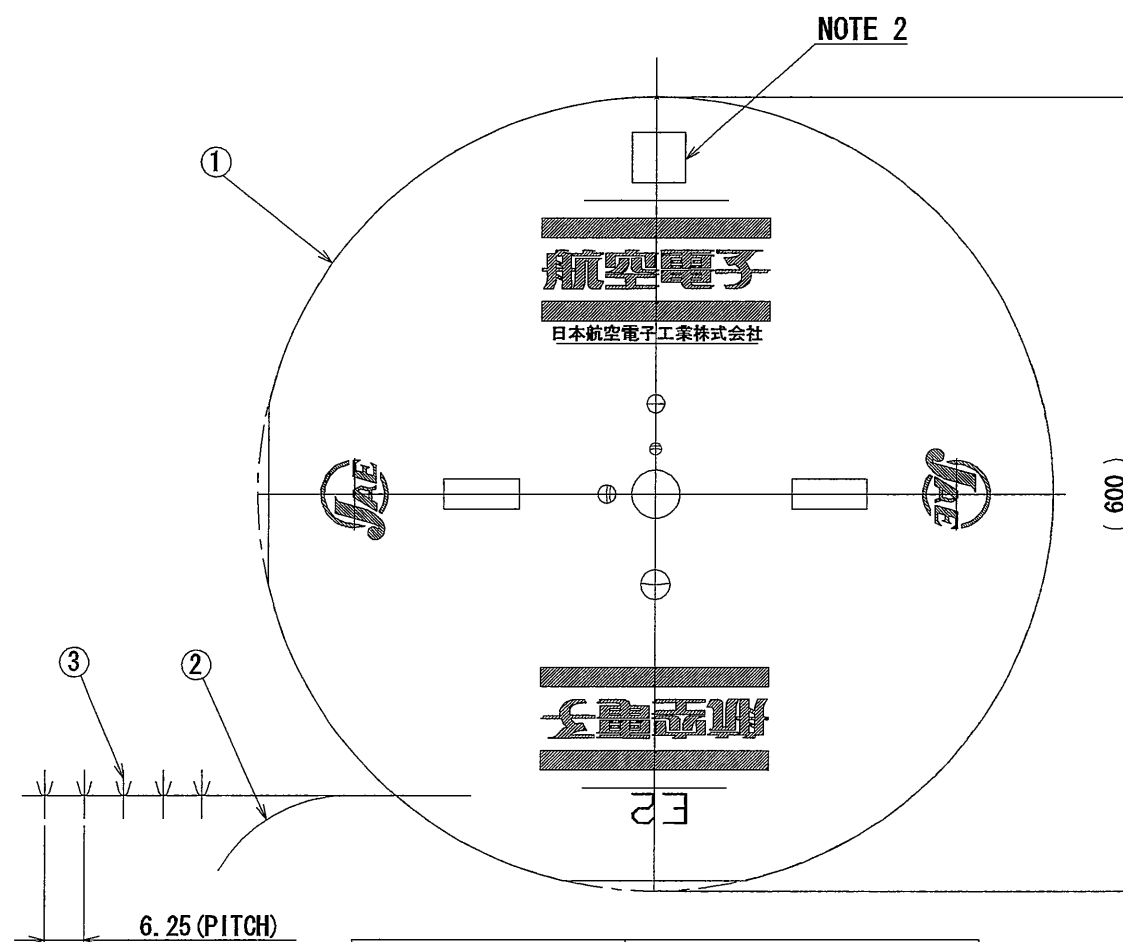 NOTE 2
①
航空電子
日本航空電子工業株式会社
JAE
JAE
(600)
③
②
航空電子
E2
6.25(PITCH)